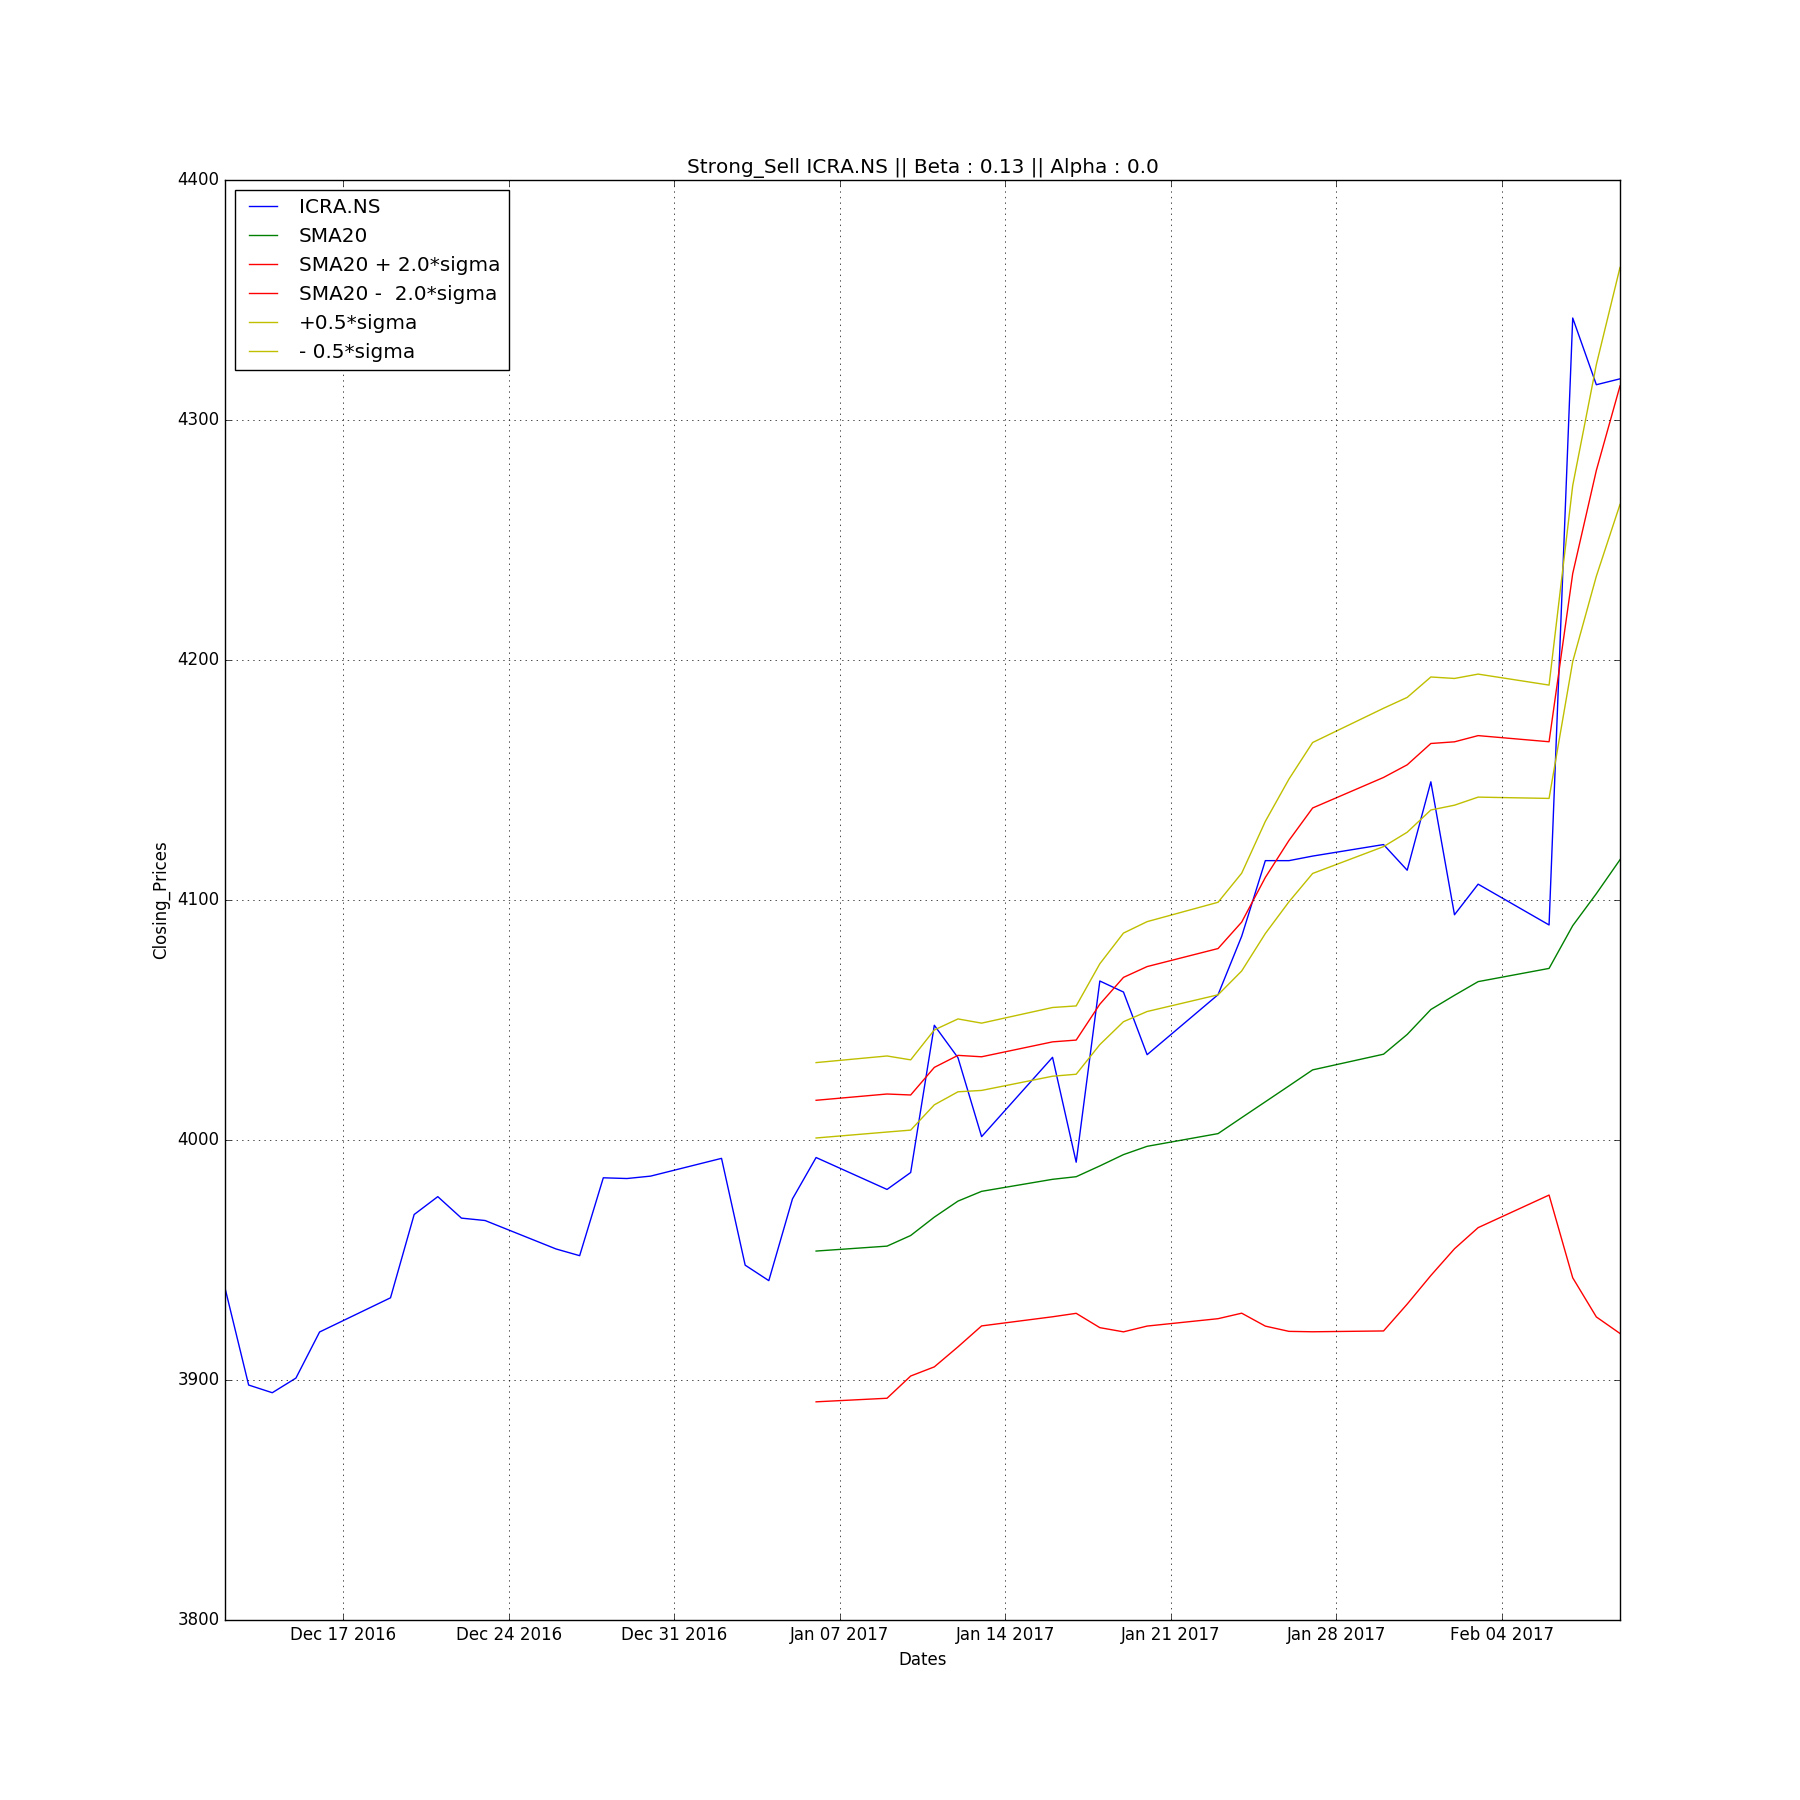 Strong_Sell ICRA.NS || Beta : 0.13 || Alpha : 0.0
4400
4300
4200
4100
4000
3900
3800
Closing_Prices
ICRA.NS
SMA20
SMA20 + 2.0*sigma
SMA20 -  2.0*sigma
+0.5*sigma
- 0.5*sigma
Dec 17 2016 Dec 24 2016 Dec 31 2016 Jan 07 2017 Jan 14 2017 Jan 21 2017 Jan 28 2017 Feb 04 2017
Dates